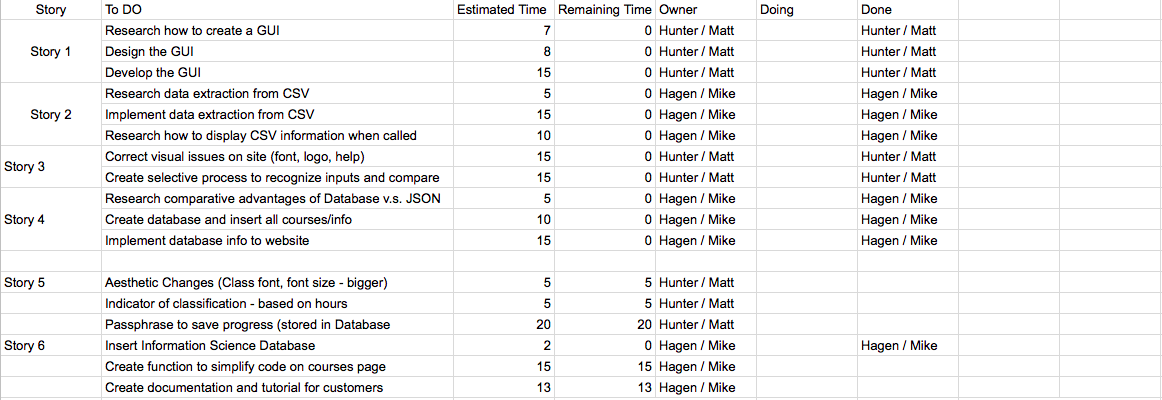 Story To DO Estimated Time Remaining Time Owner Doing Done
Research how to create a GUI 7 0 Hunter / Matt Hunter / Matt
Story 1 Design the GUI 8 0 Hunter / Matt Hunter / Matt
Develop the GUI 15 0 Hunter / Matt Hunter / Matt
Research data extraction from CSV 5 0 Hagen / Mike Hagen / Mike
Story 2 Implement data extraction from CSV 15 0 Hagen / Mike Hagen / Mike
Research how to display CSV information when called 10 0 Hagen / Mike Hagen / Mike
Story 3 Correct visual issues on site (font, logo, help) 15 0 Hunter / Matt Hunter / Matt
Create selective process to recognize inputs and compare 15 0 Hunter / Matt Hunter / Matt
Research comparative advantages of Database v.s. JSON 5 0 Hagen / Mike Hagen / Mike
Story 4 Create database and insert all courses/info 10 0 Hagen / Mike Hagen / Mike
Implement database info to website 15 0 Hagen / Mike Hagen / Mike
Story 5 Aesthetic Changes (Class font, font size - bigger) 5 5 Hunter / Matt
Indicator of classification - based on hours 5 5 Hunter / Matt
Passphrase to save progress (stored in Database 20 20 Hunter / Matt
Story 6 Insert Information Science Database 2 0 Hagen / Mike Hagen / Mike
Create function to simplify code on courses page 15 15 Hagen / Mike
Create documentation and tutorial for customers 13 13 Hagen / Mike